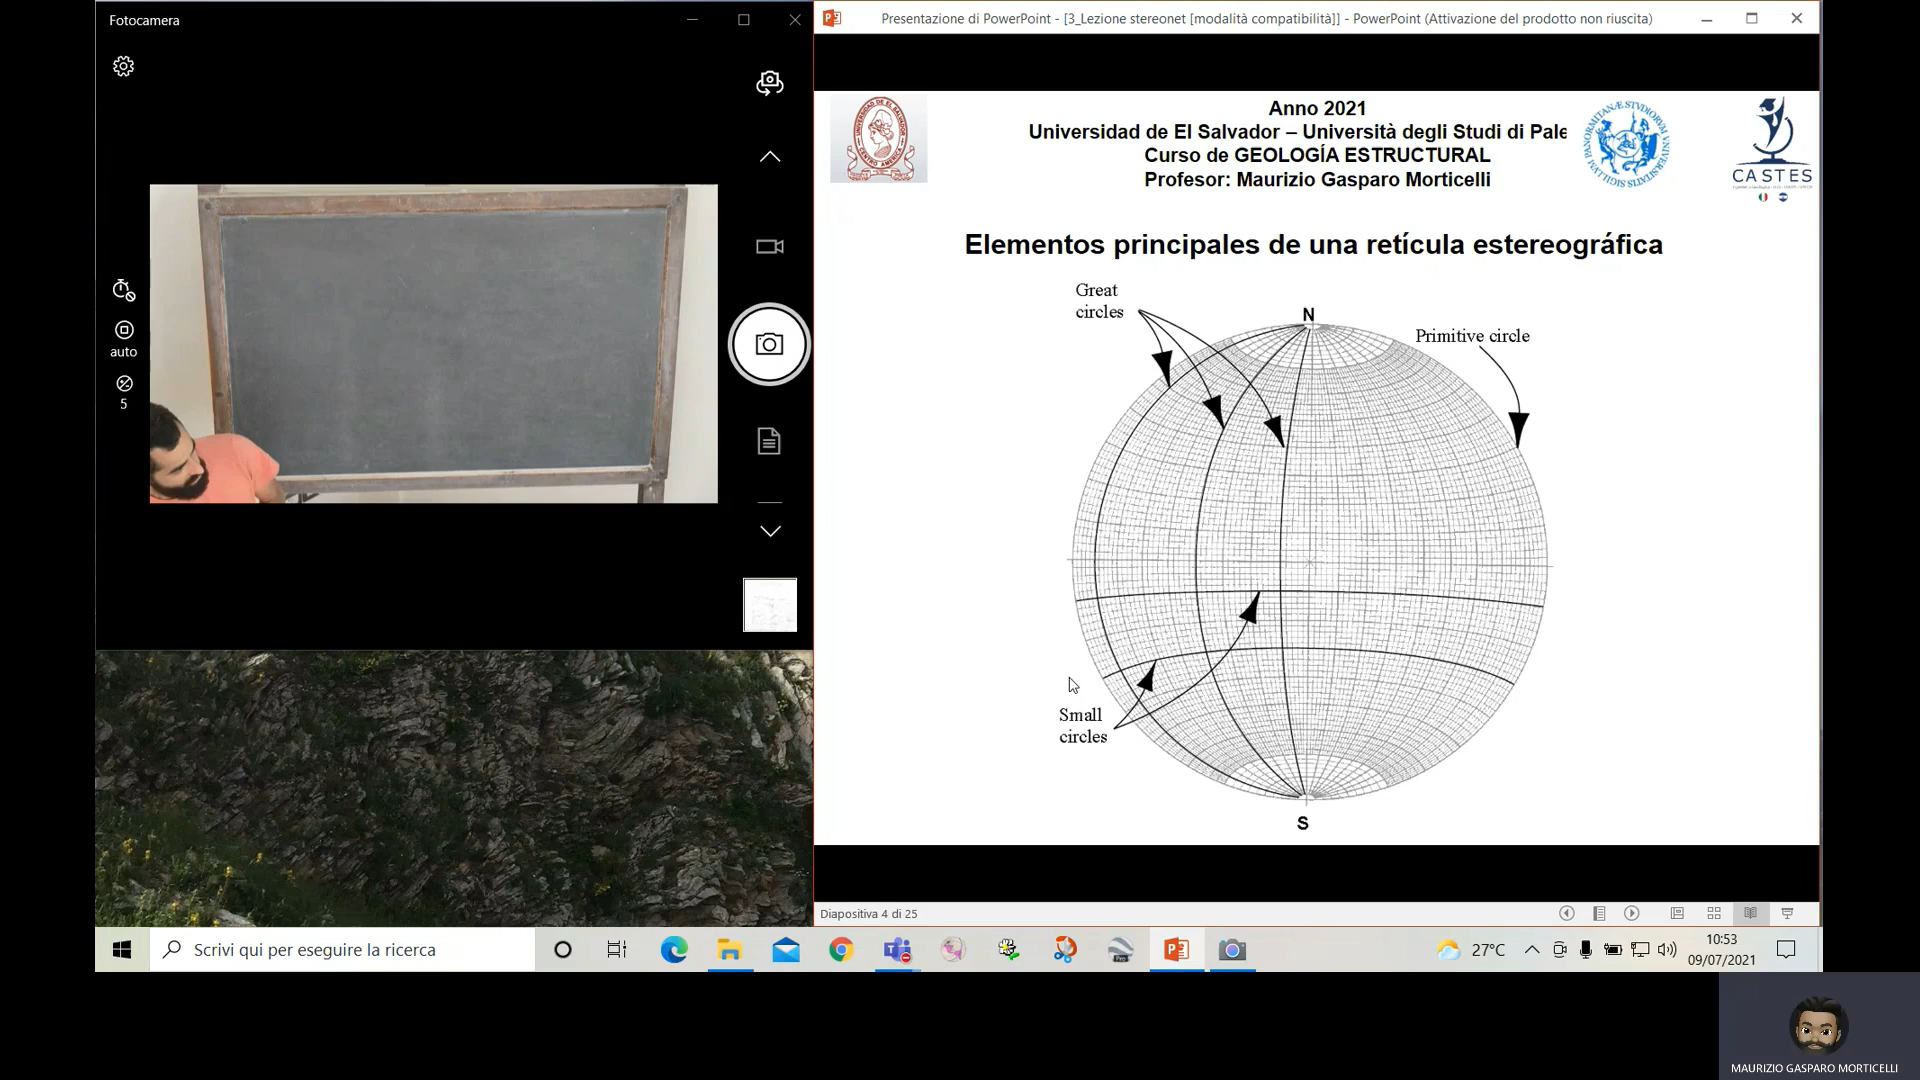 Fotocamera
auto
5
Presentazione di PowerPoint - [3_Lezione stereonet [modalità compatibilità]] - PowerPoint (Attivazione del prodotto non riuscita)
Anno 2021
Universidad de El Salvador – Università degli Studi di Pale
Curso de GEOLOGÍA ESTRUCTURAL
Profesor: Maurizio Gasparo Morticelli
CASTES
Elementos principales de una retícula estereográfica
Great
circles
N
Primitive circle
Small
circles
S
Diapositiva 4 di 25
Scrivi qui per eseguire la ricerca
27°C
10:53
09/07/2021
MAURIZIO GASPARO MORTICELLI